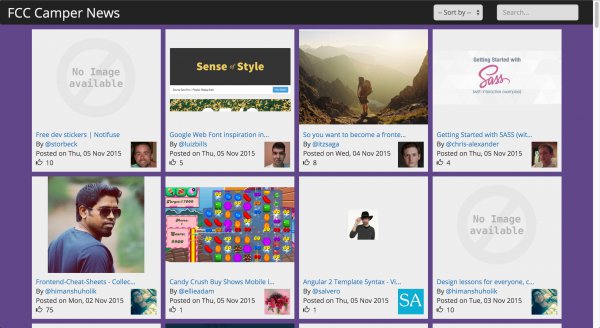 FCC Camper News
-- Sort by --
Search...
No Image
available
Sense of Style
Getting Started with
Sass
(with interactive examples)
Free dev stickers | Notifuse
By @storbeck
Posted on Thu, 05 Nov 2015
10
Google Web Font inspiration in...
By @luizbills
Posted on Thu, 05 Nov 2015
5
So you want to become a fronte...
By @itzsaga
Posted on Wed, 04 Nov 2015
8
Getting Started with SASS (wit...
By @chris-alexander
Posted on Thu, 05 Nov 2015
4
No Image
available
Frontend-Cheat-Sheets - Collec...
By @himanshuholik
Posted on Mon, 02 Nov 2015
75
Candy Crush Buy Shows Mobile I...
By @ellieadam
Posted on Thu, 05 Nov 2015
1
Angular 2 Template Syntax - Vi...
By @salvero
Posted on Thu, 05 Nov 2015
1
SA
Design lessons for everyone, c...
By @himanshuholik
Posted on Tue, 03 Nov 2015
10